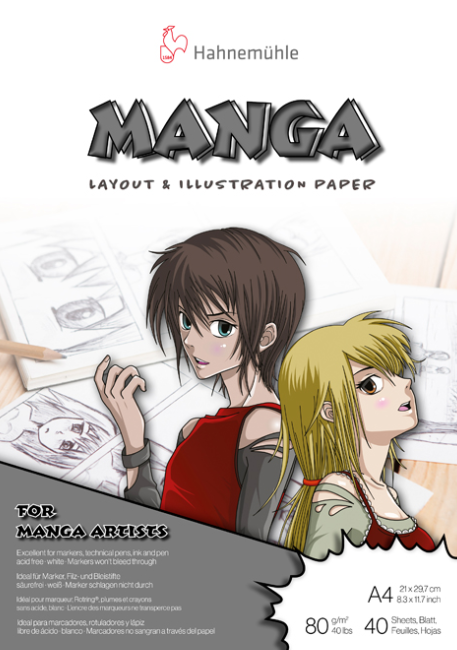 LSM
Hahnemühle
MANGA
LAYOUT & ILLUSTRATION PAPER
FOR
MANGA ARTISTS
Excellent for markers, technical pens, ink and pen
acid free · white · Markers won't bleed through
Ideal für Marker, Filz- und Bleistifte
säurefrei · weiß · Marker schlagen nicht durch
Idéal pour marqueur, Rotring®, plumes et crayons
sans acide, blanc · L'encre des marqueurs ne transperce pas
Ideal para marcadores, rotuladores y lápiz
libre de ácido · blanco · Marcadores no sangran a través del papel
A4 21 x 29,7 cm
8.3 x 11.7 inch
80 g/m²
40 lbs
40 Sheets, Blatt,
Feuilles, Hojas